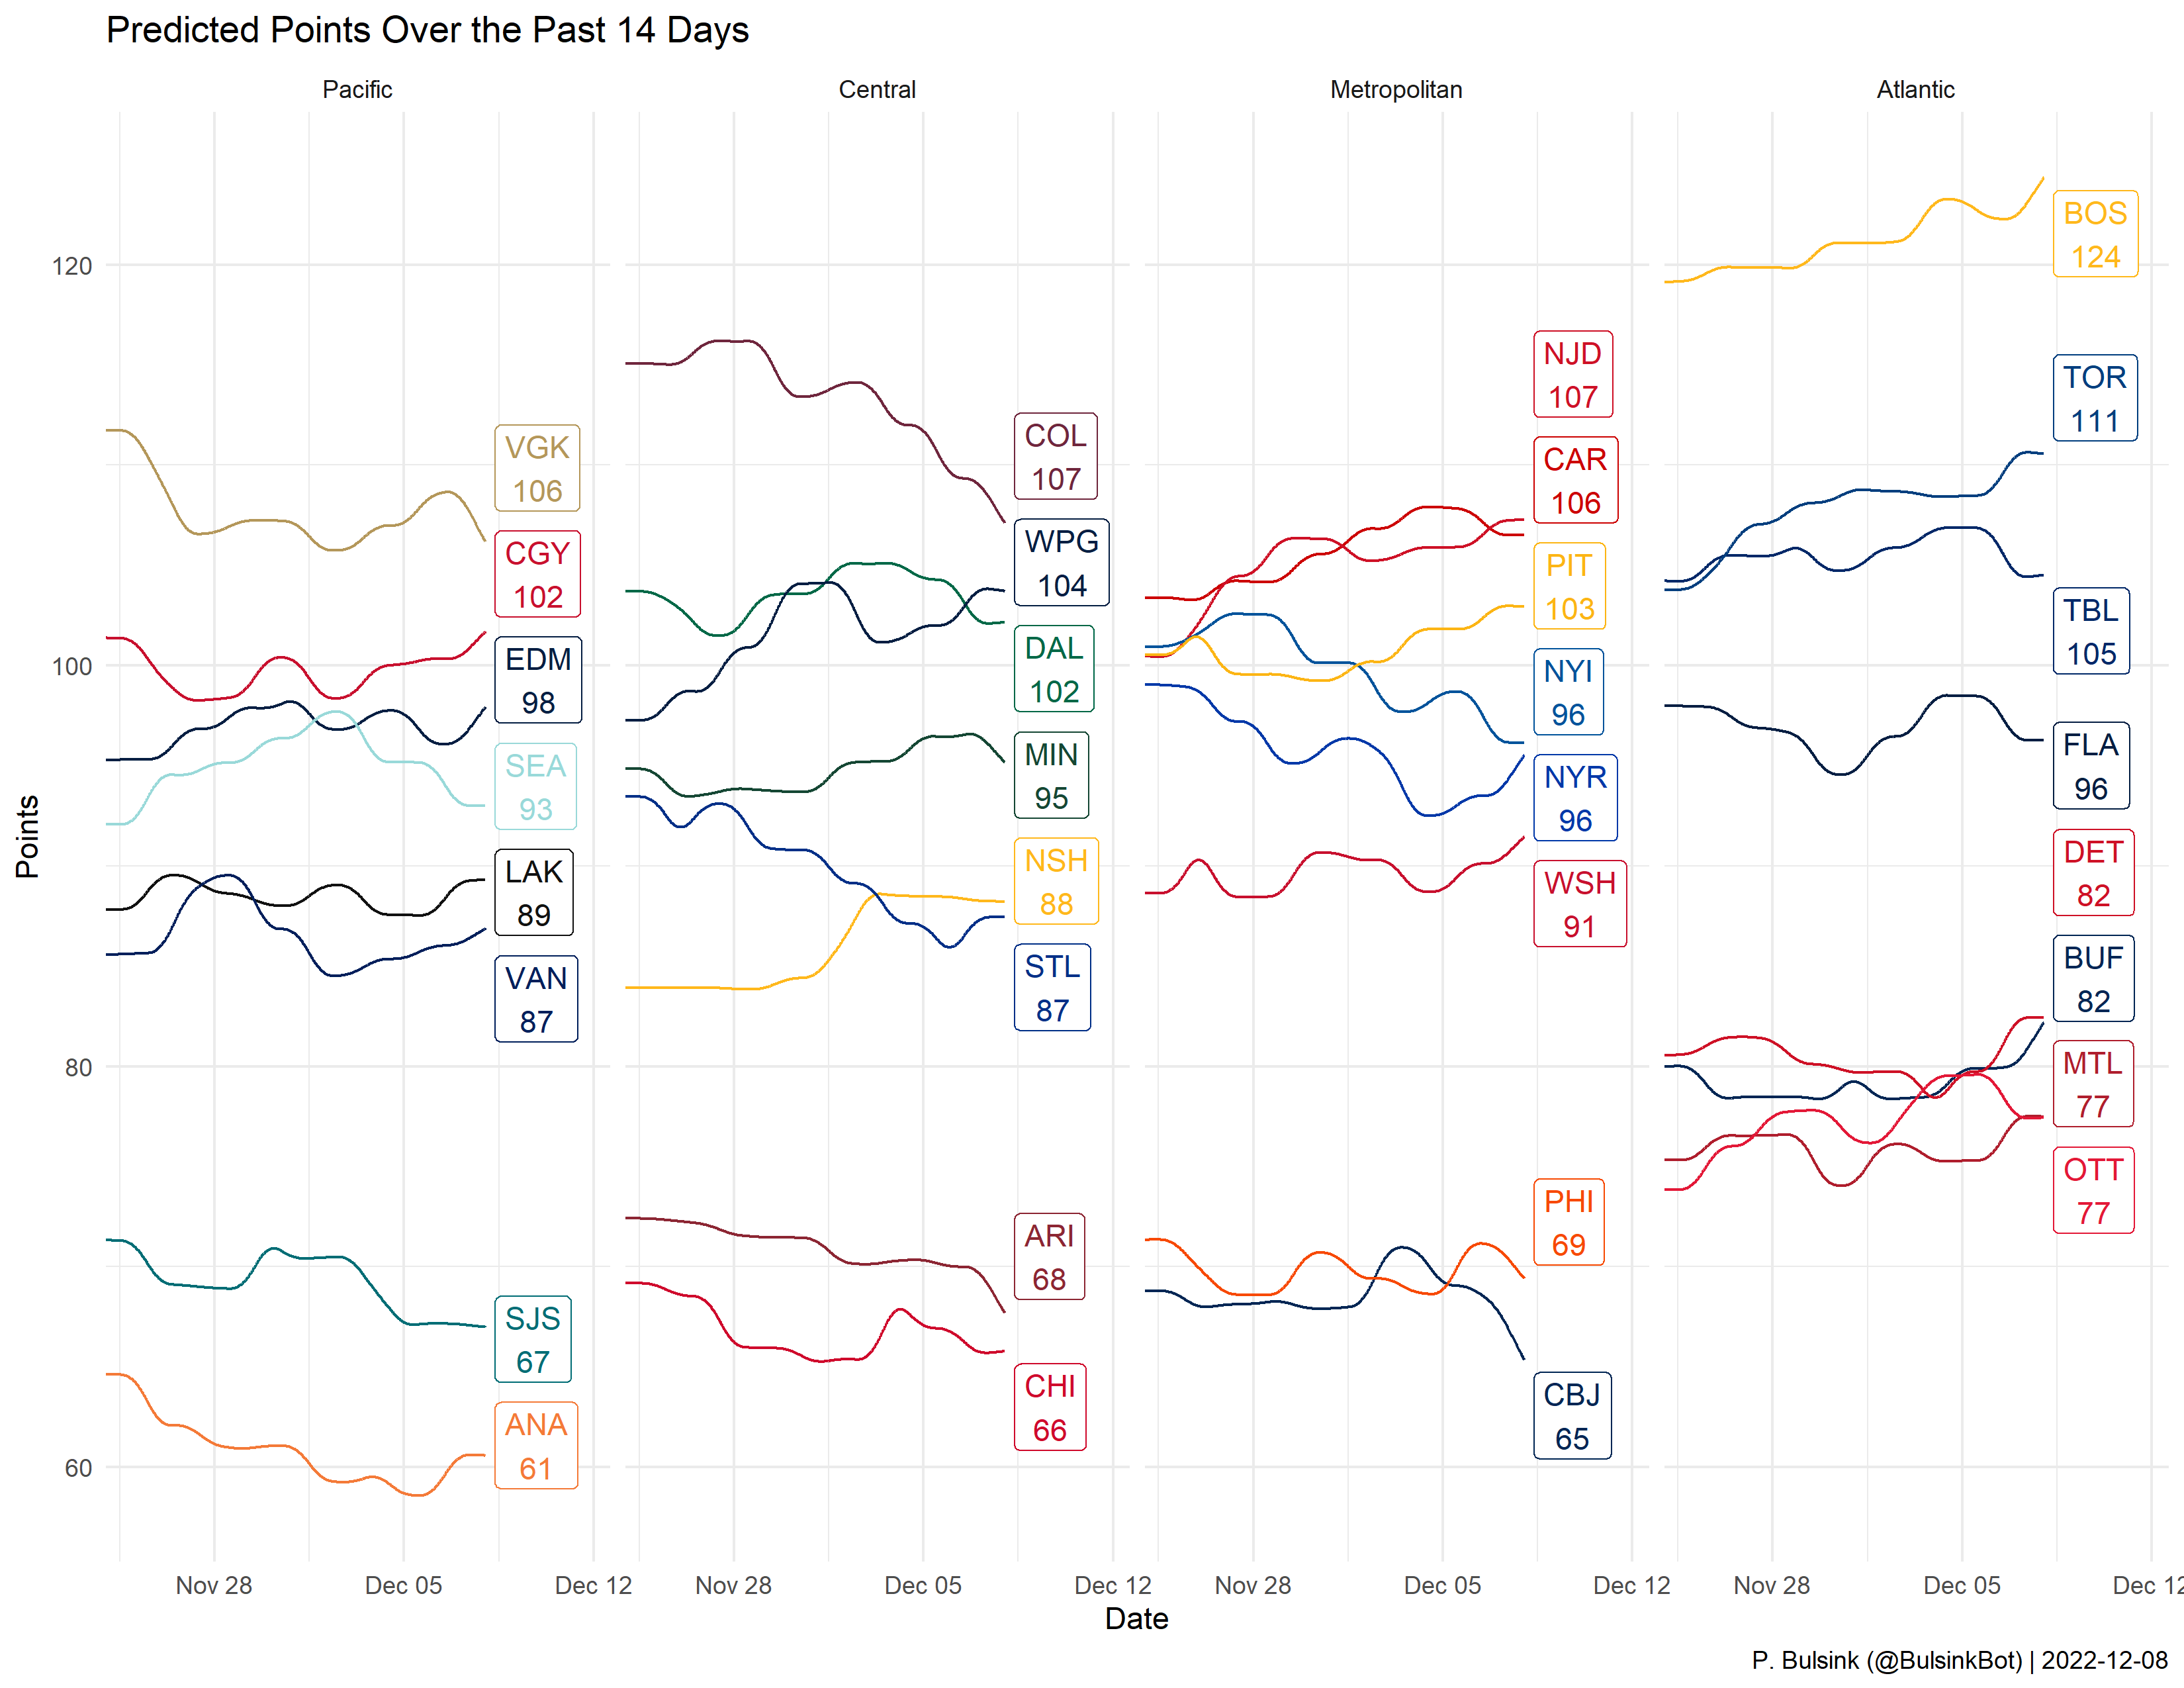 Predicted Points Over the Past 14 Days
Pacific
Central
Metropolitan
Atlantic
Points
120
100
80
60
VGK
106
CGY
102
EDM
98
SEA
93
LAK
89
VAN
87
SJS
67
ANA
61
COL
107
WPG
104
DAL
102
MIN
95
NSH
88
STL
87
ARI
68
CHI
66
NJD
107
CAR
106
PIT
103
NYI
96
NYR
96
WSH
91
PHI
69
CBJ
65
BOS
124
TOR
111
TBL
105
FLA
96
DET
82
BUF
82
MTL
77
OTT
77
Nov 28 Dec 05 Dec 12 Nov 28 Dec 05 Dec 12 Nov 28 Dec 05 Dec 12 Nov 28 Dec 05 Dec 12
Date
P. Bulsink (@BulsinkBot) | 2022-12-08